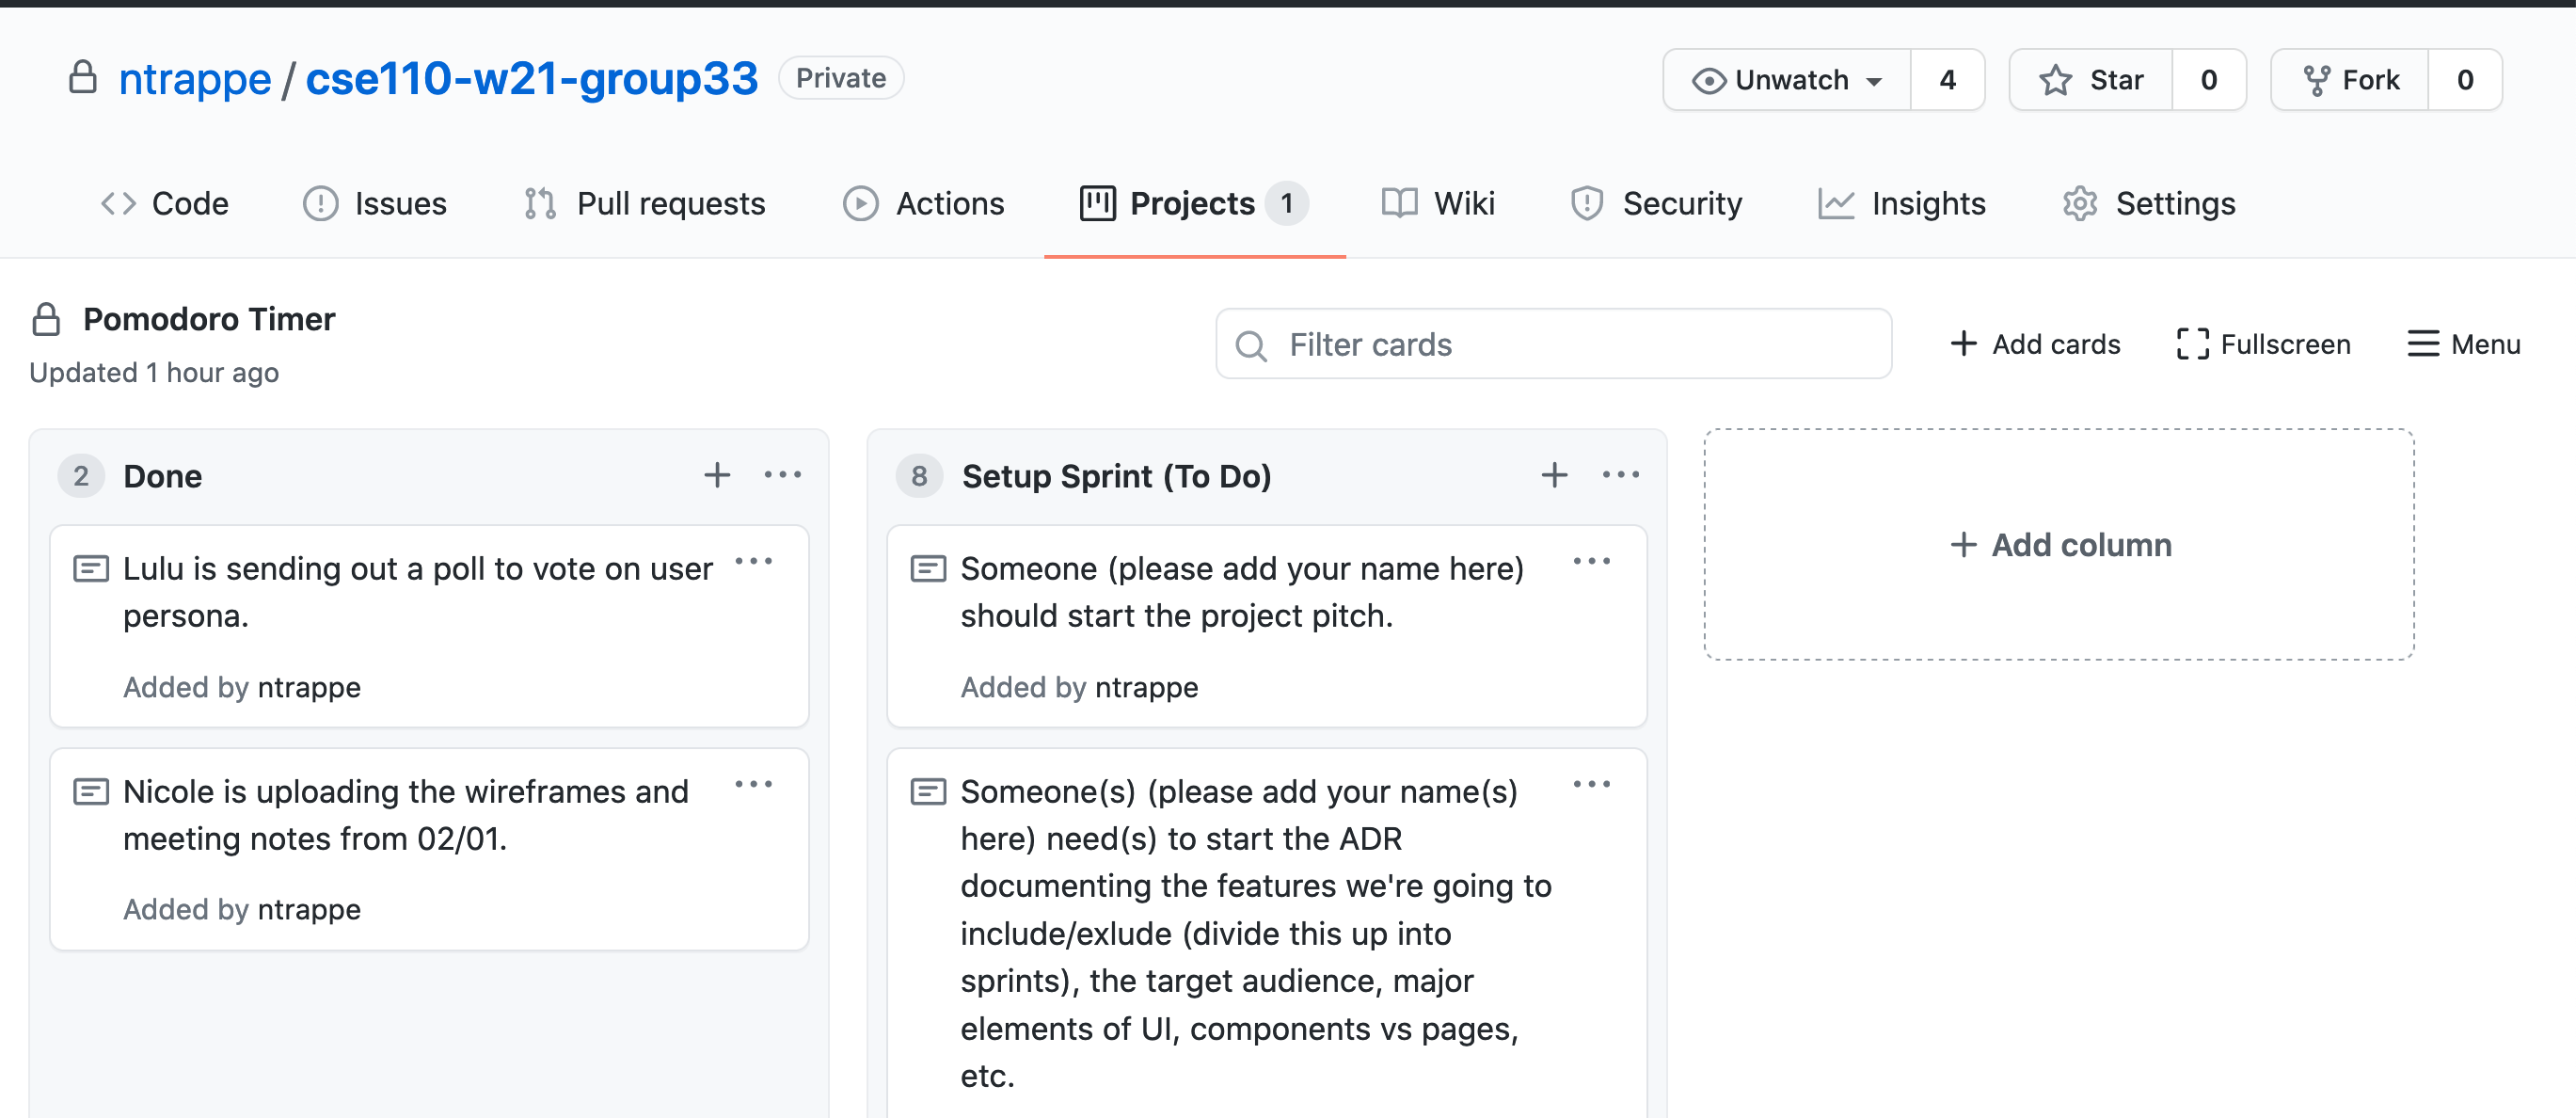 ntrappe / cse110-w21-group33 Private Unwatch 4 Star 0 Fork 0
Code Issues Pull requests Actions Projects 1 Wiki Security Insights Settings
Pomodoro Timer
Updated 1 hour ago
Filter cards + Add cards Fullscreen Menu
2 Done + ...
Lulu is sending out a poll to vote on user ...
persona.
Added by ntrappe
Nicole is uploading the wireframes and ...
meeting notes from 02/01.
Added by ntrappe
8 Setup Sprint (To Do) + ...
Someone (please add your name here) ...
should start the project pitch.
Added by ntrappe
Someone(s) (please add your name(s) ...
here) need(s) to start the ADR
documenting the features we're going to
include/exlude (divide this up into
sprints), the target audience, major
elements of UI, components vs pages,
etc.
+ Add column